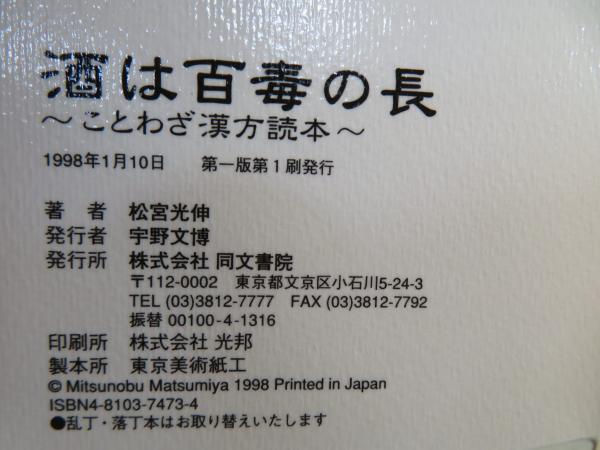 酒は百毒の長
～ことわざ漢方読本～
1998年1月10日　第一版第1刷発行
著　者　松宮光伸
発行者　宇野文博
発行所　株式会社 同文書院
〒112-0002　東京都文京区小石川5-24-3
TEL (03)3812-7777　FAX (03)3812-7792
振替 00100-4-1316
印刷所　株式会社 光邦
製本所　東京美術紙工
© Mitsunobu Matsumiya 1998 Printed in Japan
ISBN4-8103-7473-4
●乱丁・落丁本はお取り替えいたします